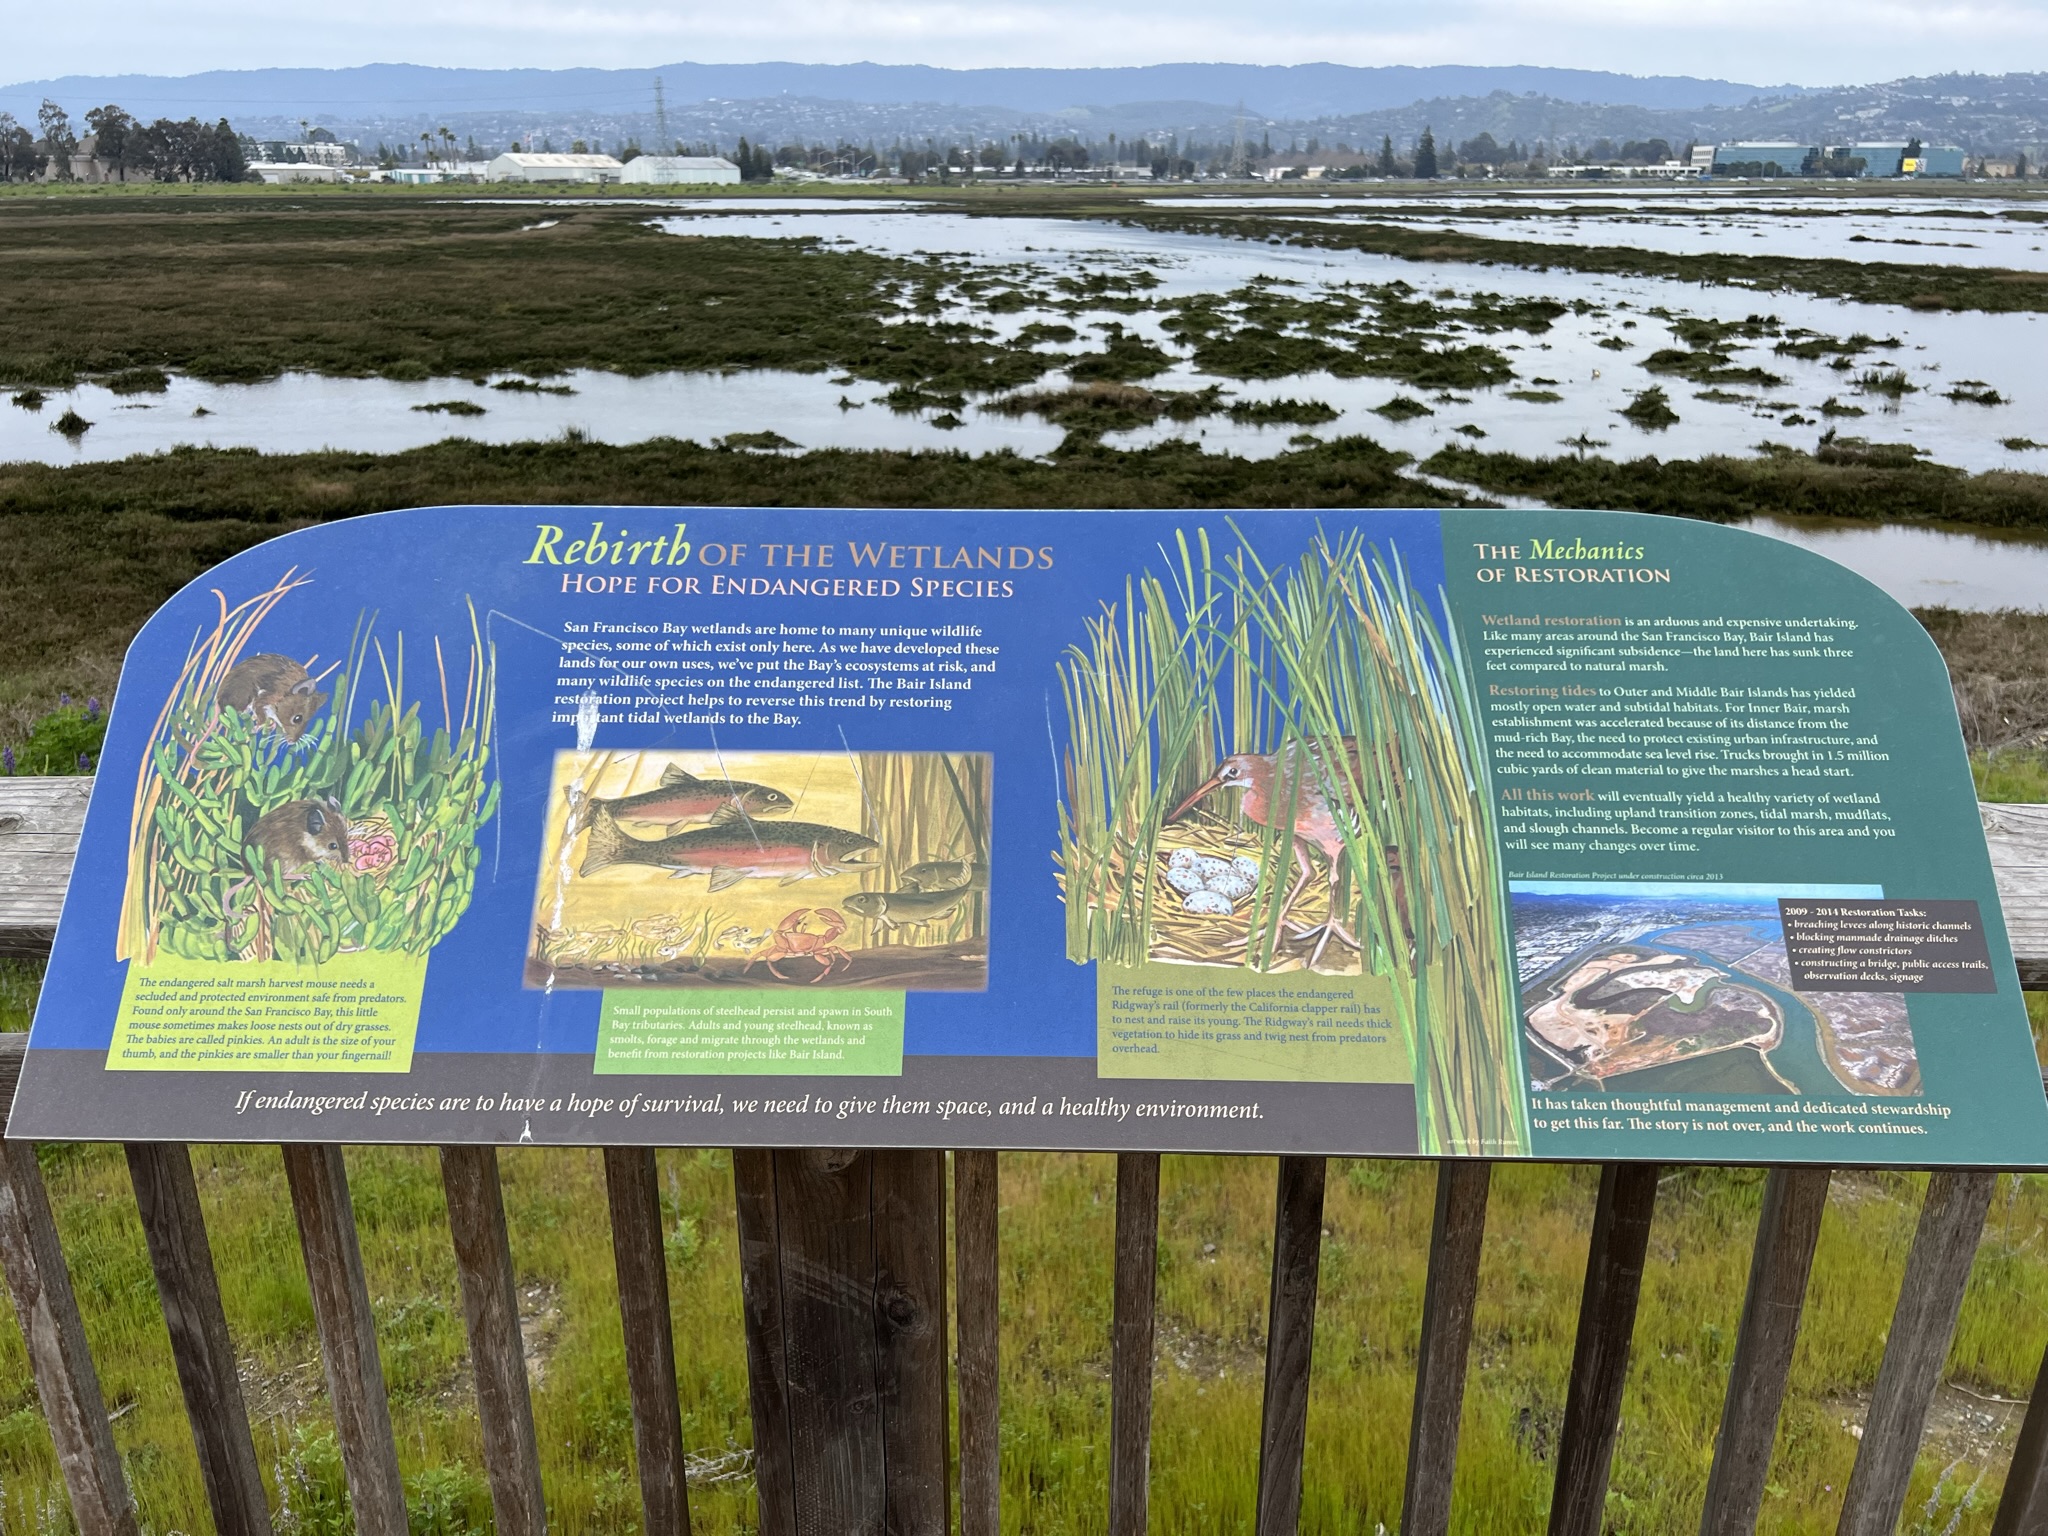 Rebirth OF THE WETLANDS
HOPE FOR ENDANGERED SPECIES
San Francisco Bay wetlands are home to many unique wildlife
species, some of which exist only here. As we have developed these
lands for our own uses, we've put the Bay's ecosystems at risk, and
many wildlife species on the endangered list. The Bair Island
restoration project helps to reverse this trend by restoring
important tidal wetlands to the Bay.
The endangered salt marsh harvest mouse needs a
secluded and protected environment safe from predators.
Found only around the San Francisco Bay, this little
mouse sometimes makes loose nests out of dry grasses.
The babies are called pinkies. An adult is the size of your
thumb, and the pinkies are smaller than your fingernail!
Small populations of steelhead persist and spawn in South
Bay tributaries. Adults and young steelhead, known as
smolts, forage and migrate through the wetlands and
benefit from restoration projects like Bair Island.
The refuge is one of the few places the endangered
Ridgway's rail (formerly the California clapper rail) has
to nest and raise its young. The Ridgway's rail needs thick
vegetation to hide its grass and twig nest from predators
overhead.
If endangered species are to have a hope of survival, we need to give them space, and a healthy environment.
artwork by Faith
THE Mechanics
OF RESTORATION
Wetland restoration is an arduous and expensive undertaking.
Like many areas around the San Francisco Bay, Bair Island has
experienced significant subsidence—the land here has sunk three
feet compared to natural marsh.
Restoring tides to Outer and Middle Bair Islands has yielded
mostly open water and subtidal habitats. For Inner Bair, marsh
establishment was accelerated because of its distance from the
mud-rich Bay, the need to protect existing urban infrastructure, and
the need to accommodate sea level rise. Trucks brought in 1.5 million
cubic yards of clean material to give the marshes a head start.
All this work will eventually yield a healthy variety of wetland
habitats, including upland transition zones, tidal marsh, mudflats,
and slough channels. Become a regular visitor to this area and you
will see many changes over time.
Bair Island Restoration Project under construction circa 2013
2009 - 2014 Restoration Tasks:
• breaching levees along historic channels
• blocking manmade drainage ditches
• creating flow constrictors
• constructing a bridge, public access trails,
observation decks, signage
It has taken thoughtful management and dedicated stewardship
to get this far. The story is not over, and the work continues.